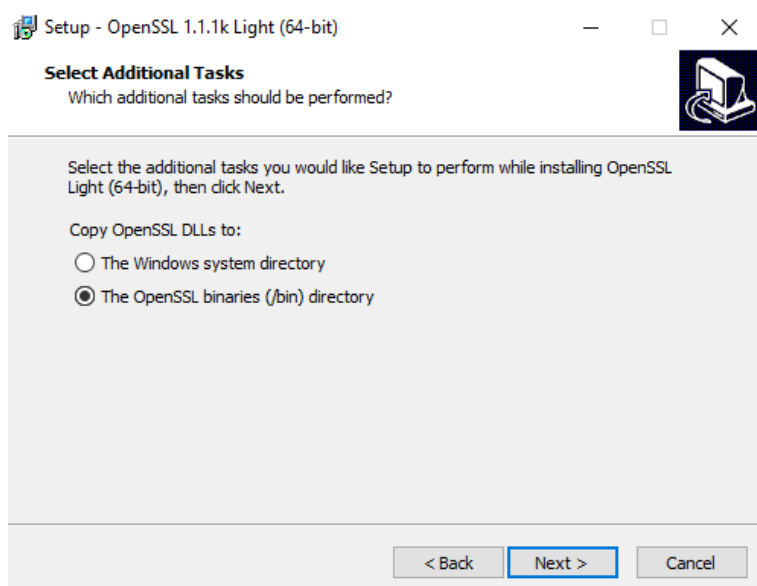 Setup - OpenSSL 1.1.1k Light (64-bit)
Select Additional Tasks
Which additional tasks should be performed?
Select the additional tasks you would like Setup to perform while installing OpenSSL
Light (64-bit), then click Next.
Copy OpenSSL DLLs to:
The Windows system directory
The OpenSSL binaries (/bin) directory
< Back
Next >
Cancel